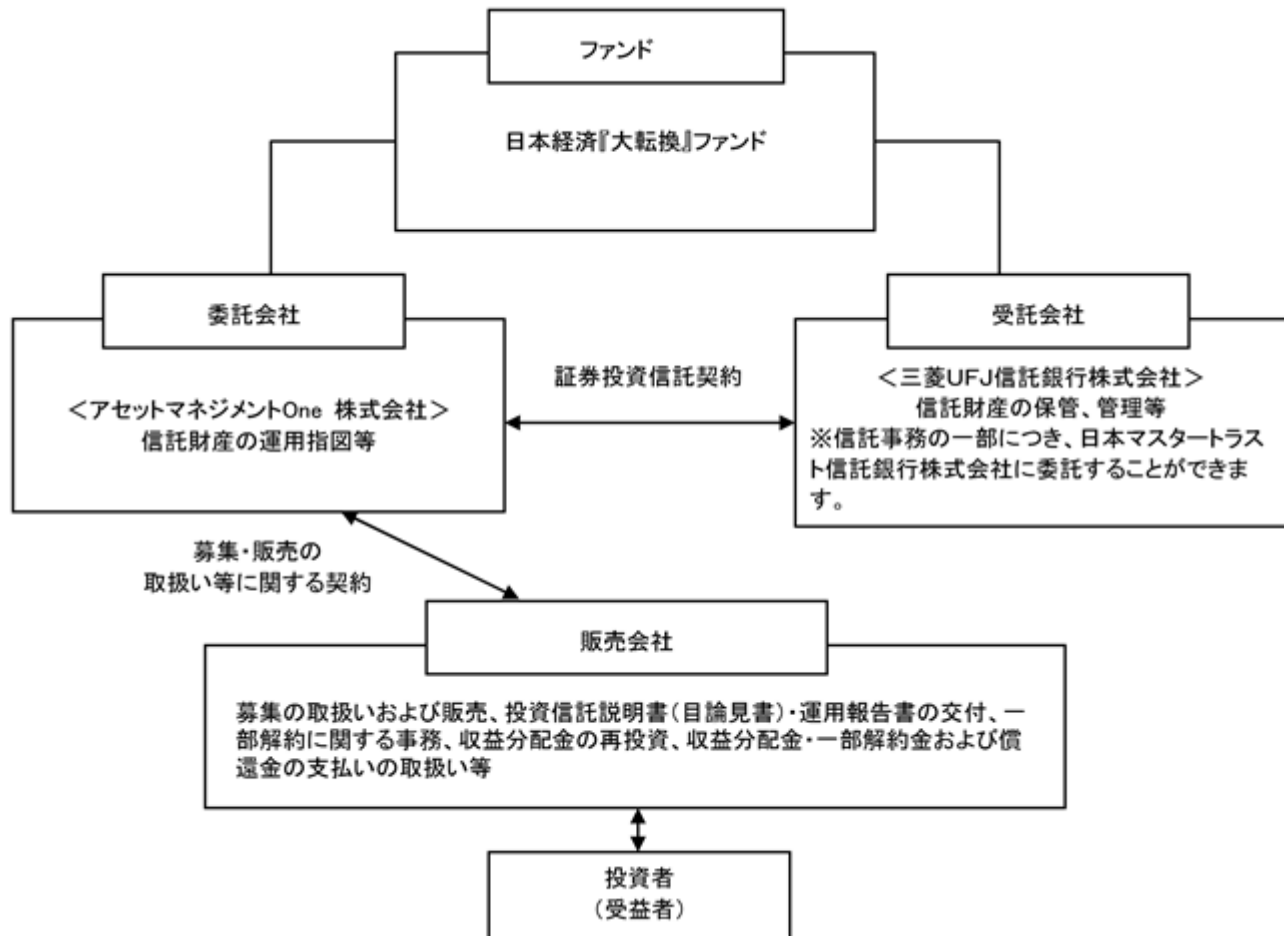 ファンド
日本経済『大転換』ファンド
委託会社
＜アセットマネジメントOne 株式会社＞
信託財産の運用指図等
証券投資信託契約
受託会社
＜三菱UFJ信託銀行株式会社＞
信託財産の保管、管理等
※信託事務の一部につき、日本マスタートラス
ト信託銀行株式会社に委託することができま
す。
募集・販売の
取扱い等に関する契約
販売会社
募集の取扱いおよび販売、投資信託説明書(目論見書)・運用報告書の交付、一
部解約に関する事務、収益分配金の再投資、収益分配金・一部解約金および償
還金の支払いの取扱い等
投資者
（受益者）